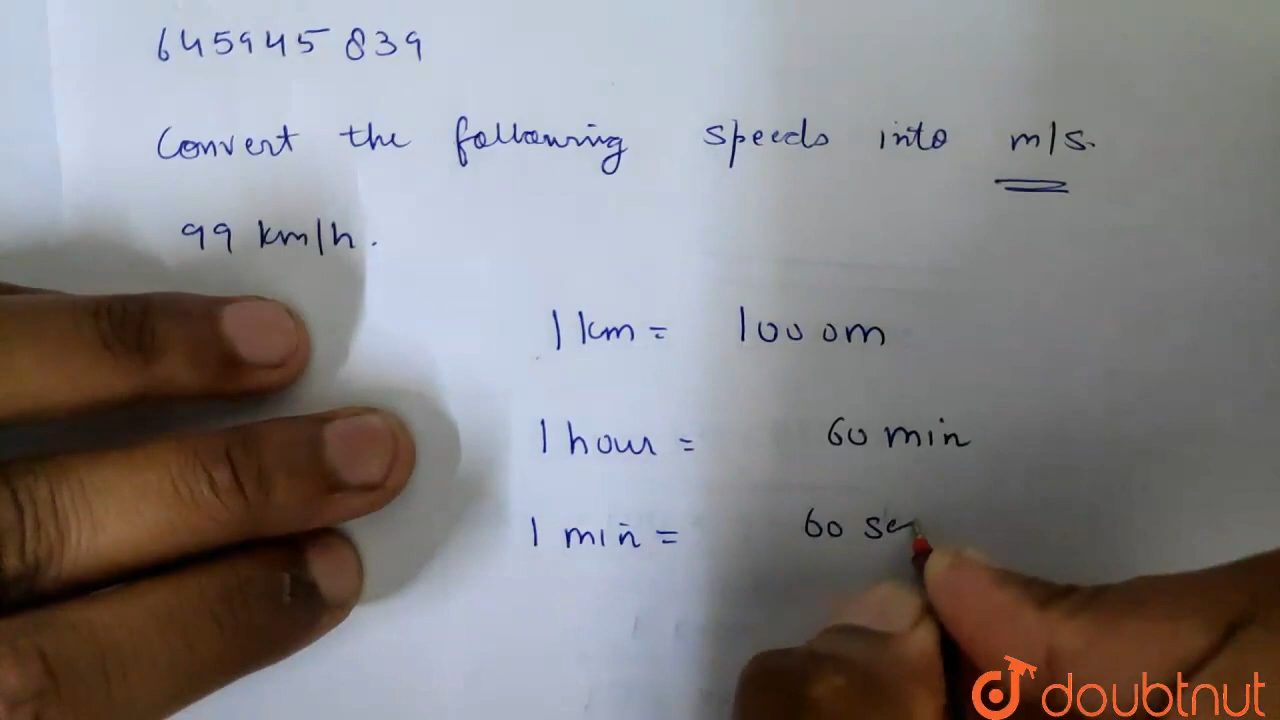 645945839
Convert the following speeds into m/s.
99 km/h.
1 km = 1000m
1 hour = 60 min
1 min = 60 se
doubtnut